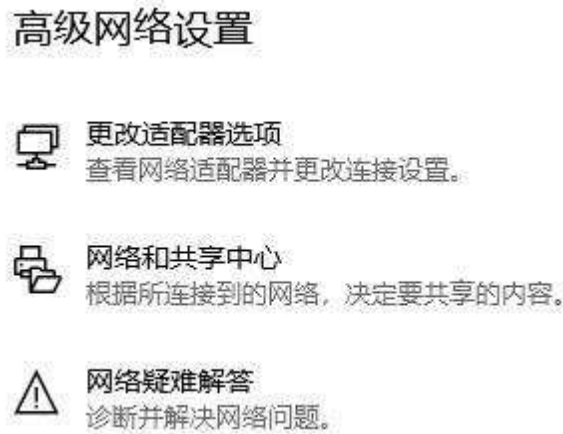 高级网络设置
更改适配器选项
查看网络适配器并更改连接设置。
网络和共享中心
根据所连接到的网络，决定要共享的内容。
网络疑难解答
诊断并解决网络问题。